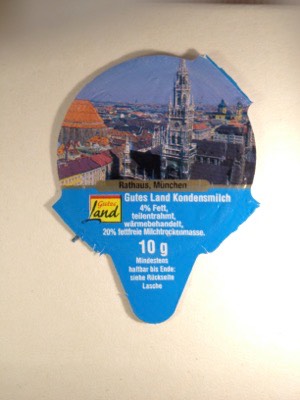 Rathaus, München
Gutes
Land
Gutes Land Kondensmilch
4% Fett,
teilentrahmt,
wärmebehandelt,
20% fettfreie Milchtrockenmasse,
10 g
Mindestens
haltbar bis Ende:
siehe Rückseite
Lasche